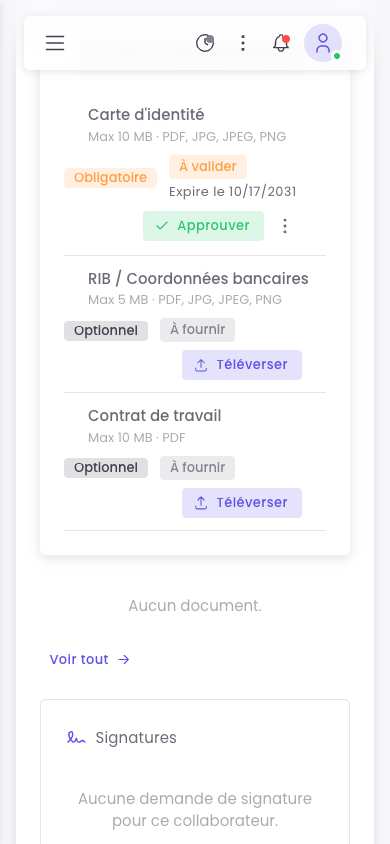 Carte d'identité
Max 10 MB · PDF, JPG, JPEG, PNG
Obligatoire
À valider
Expire le 10/17/2031
Approuver
RIB / Coordonnées bancaires
Max 5 MB · PDF, JPG, JPEG, PNG
Optionnel
À fournir
Téléverser
Contrat de travail
Max 10 MB · PDF
Optionnel
À fournir
Téléverser
Aucun document.
Voir tout
Signatures
Aucune demande de signature
pour ce collaborateur.